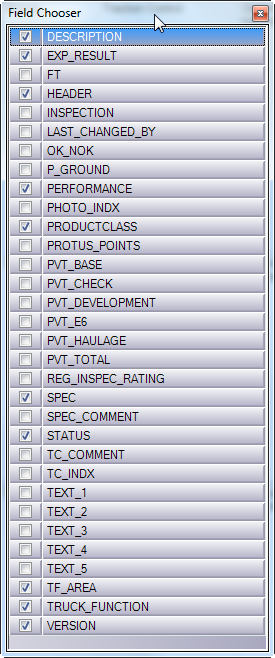 Field Chooser
DESCRIPTION
EXP_RESULT
FT
HEADER
INSPECTION
LAST_CHANGED_BY
OK_NOK
P_GROUND
PERFORMANCE
PHOTO_INDX
PRODUCTCLASS
PROTUS_POINTS
PVT_BASE
PVT_CHECK
PVT_DEVELOPMENT
PVT_E6
PVT_HAULAGE
PVT_TOTAL
REG_INSPEC_RATING
SPEC
SPEC_COMMENT
STATUS
TC_COMMENT
TC_INDX
TEXT_1
TEXT_2
TEXT_3
TEXT_4
TEXT_5
TF_AREA
TRUCK_FUNCTION
VERSION